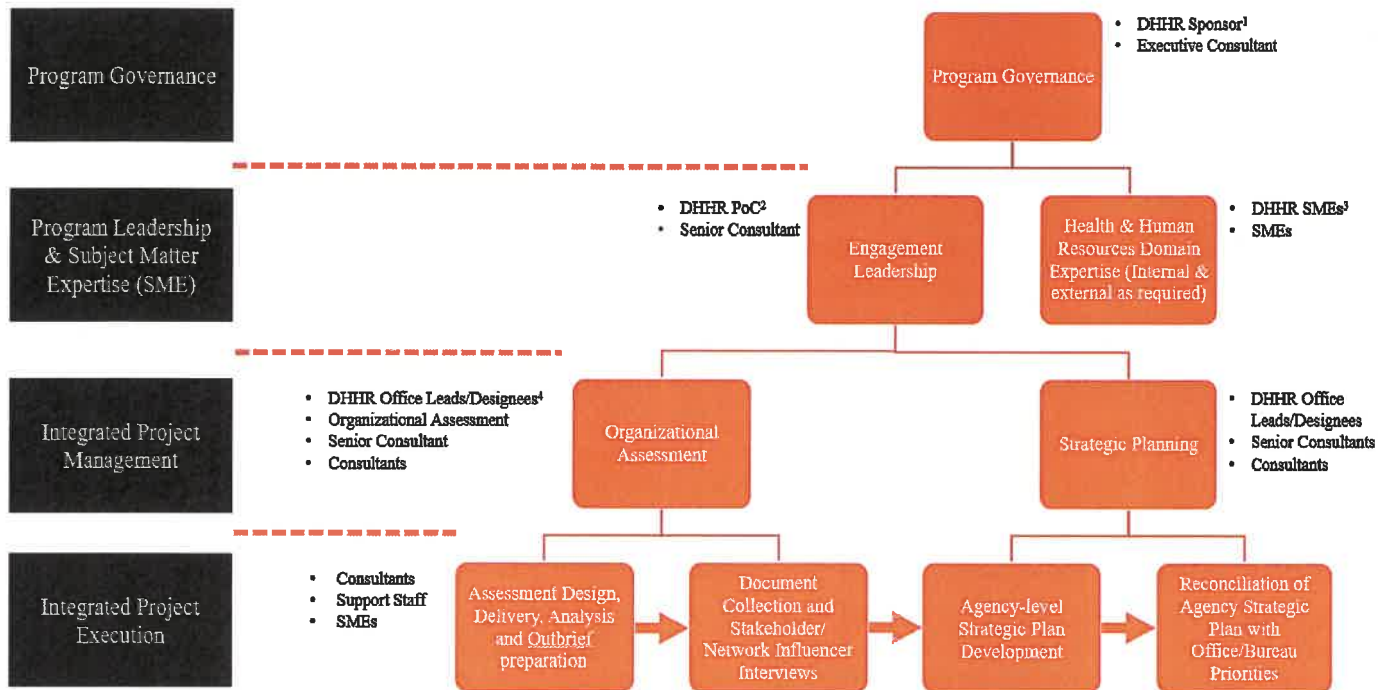 Program Governance
Program Governance
• DHHR Sponsor¹
• Executive Consultant
Program Leadership
& Subject Matter
Expertise (SME)
• DHHR PoC²
• Senior Consultant
Engagement
Leadership
Health & Human
Resources Domain
Expertise (Internal &
external as required)
• DHHR SMEs³
• SMEs
Integrated Project
Management
• DHHR Office Leads/Designees⁴
• Organizational Assessment
• Senior Consultant
• Consultants
Organizational
Assessment
Strategic Planning
• DHHR Office
Leads/Designees
• Senior Consultants
• Consultants
Integrated Project
Execution
• Consultants
• Support Staff
• SMEs
Assessment Design,
Delivery, Analysis
and Outbrief
preparation
Document
Collection and
Stakeholder/
Network Influencer
Interviews
Agency-level
Strategic Plan
Development
Reconciliation of
Agency Strategic
Plan with
Office/Bureau
Priorities